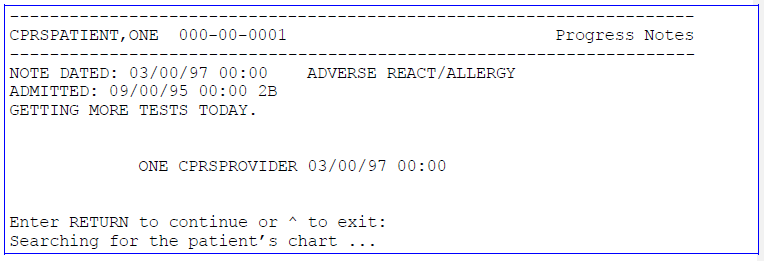 ---------------------------------------------------------------------
CPRSPATIENT,ONE  000-00-0001                           Progress Notes
---------------------------------------------------------------------
NOTE DATED: 03/00/97 00:00    ADVERSE REACT/ALLERGY
ADMITTED: 09/00/95 00:00 2B
GETTING MORE TESTS TODAY.
ONE CPRSPROVIDER 03/00/97 00:00
Enter RETURN to continue or ^ to exit:
Searching for the patient’s chart ...